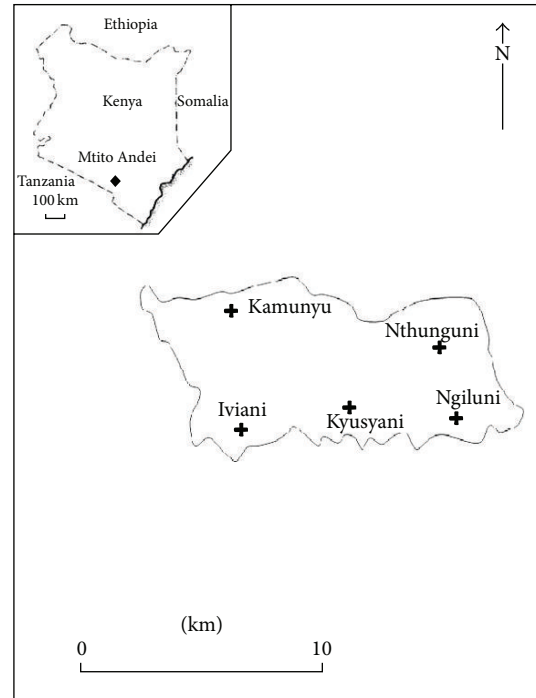 Ethiopia
N
Kenya
Somalia
Mtito Andei
Tanzania
100 km
Kamunyu
Nthunguni
Iviani
Ngiluni
Kyusyani
(km)
0
10